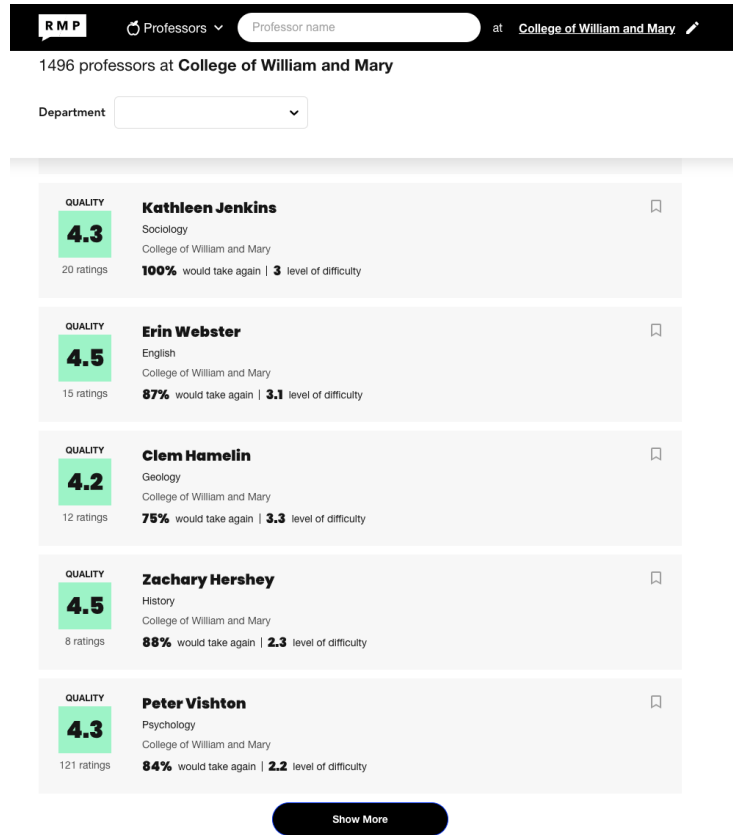 RMP Professors Professor name at College of William and Mary
1496 professors at College of William and Mary
Department
QUALITY
4.3
20 ratings
Kathleen Jenkins
Sociology
College of William and Mary
100% would take again | 3 level of difficulty
QUALITY
4.5
15 ratings
Erin Webster
English
College of William and Mary
87% would take again | 3.1 level of difficulty
QUALITY
4.2
12 ratings
Clem Hamelin
Geology
College of William and Mary
75% would take again | 3.3 level of difficulty
QUALITY
4.5
8 ratings
Zachary Hershey
History
College of William and Mary
88% would take again | 2.3 level of difficulty
QUALITY
4.3
121 ratings
Peter Vishton
Psychology
College of William and Mary
84% would take again | 2.2 level of difficulty
Show More